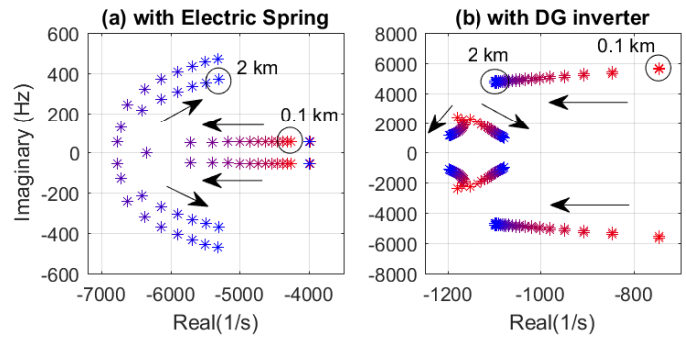 (a) with Electric Spring
600
400
200
0
-200
-400
-600
Imaginary (Hz)
2 km
0.1 km
-7000
-6000
-5000
-4000
Real(1/s)
(b) with DG inverter
8000
6000
4000
2000
0
-2000
-4000
-6000
-8000
2 km
0.1 km
-1200
-1000
-800
Real(1/s)